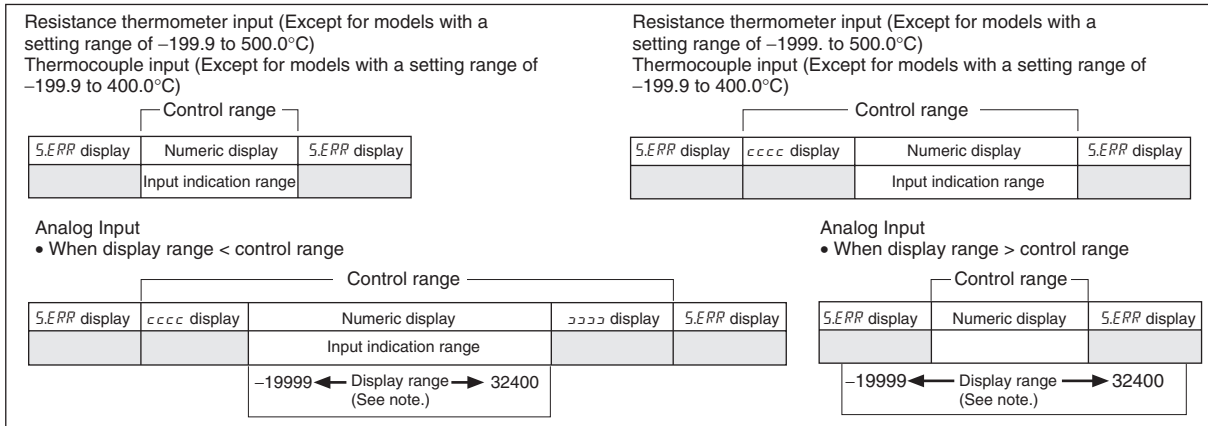 Resistance thermometer input (Except for models with a
setting range of –199.9 to 500.0°C)
Thermocouple input (Except for models with a setting range of
–199.9 to 400.0°C)
Control range
S.ERR display Numeric display S.ERR display
Input indication range
Resistance thermometer input (Except for models with a
setting range of –1999. to 500.0°C)
Thermocouple input (Except for models with a setting range of
–199.9 to 400.0°C)
Control range
S.ERR display cccc display Numeric display S.ERR display
Input indication range
Analog Input
• When display range < control range
Control range
S.ERR display cccc display Numeric display ככככ display S.ERR display
Input indication range
–19999 Display range 32400
(See note.)
Analog Input
• When display range > control range
Control range
S.ERR display Numeric display S.ERR display
–19999 Display range 32400
(See note.)